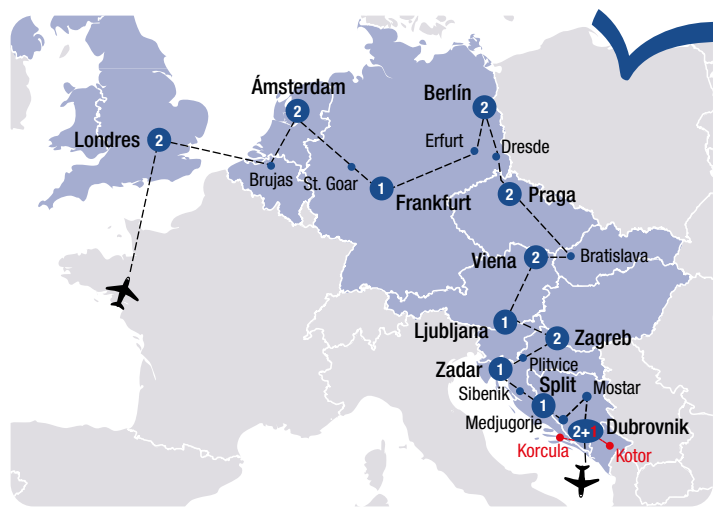 Ámsterdam
2
Berlín
2
Londres
2
Erfurt
Dresde
Brujas
St. Goar
1
Frankfurt
2
Praga
Viena
2
Bratislava
Ljubljana
1
2
Zagreb
Plitvice
Zadar
1
Sibenik
Split
1
Mostar
Medjugorje
2+1
Dubrovnik
Korcula
Kotor